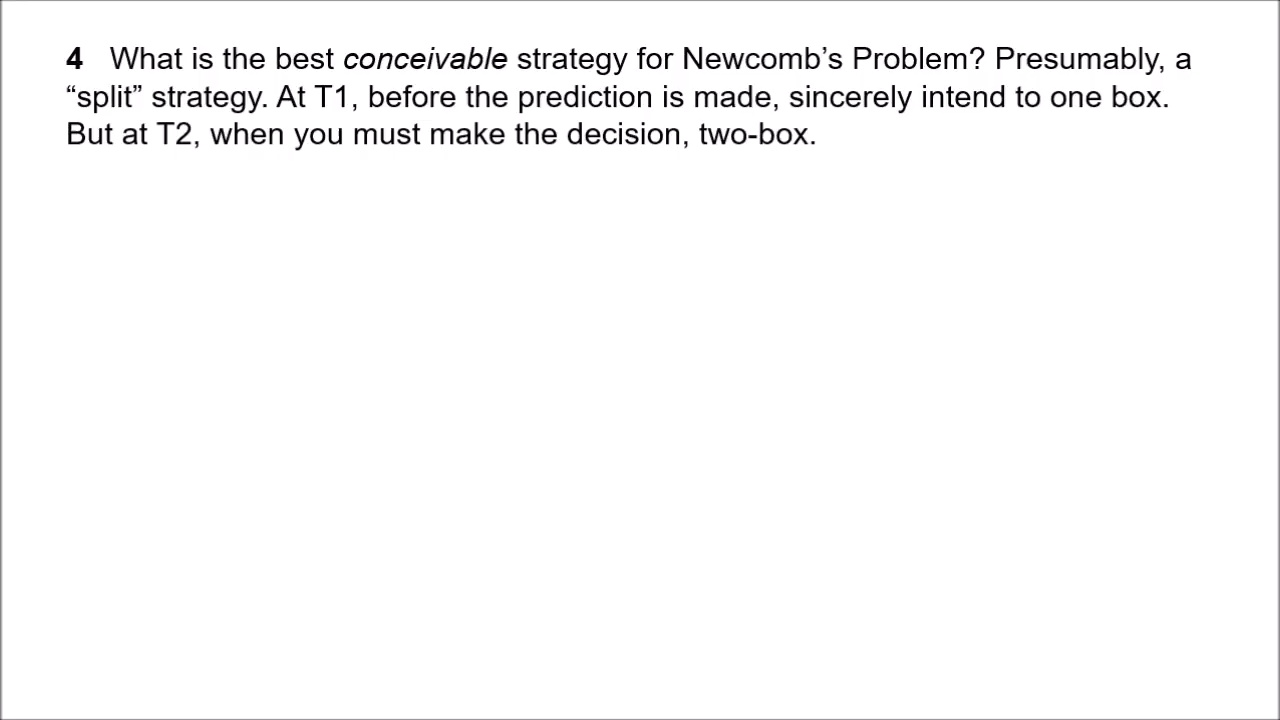 4 What is the best conceivable strategy for Newcomb’s Problem? Presumably, a
“split” strategy. At T1, before the prediction is made, sincerely intend to one box.
But at T2, when you must make the decision, two-box.